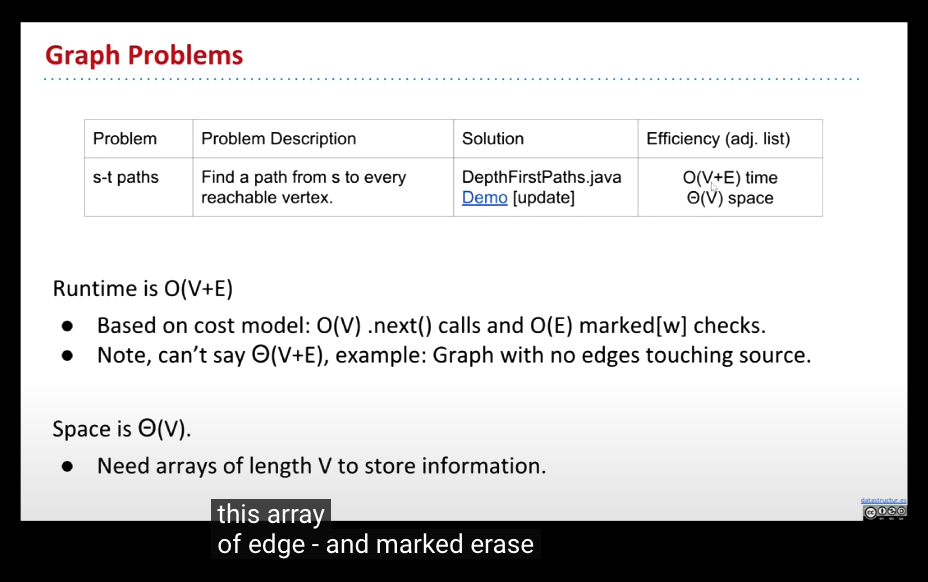 Graph Problems
Problem Problem Description Solution Efficiency (adj. list)
s-t paths Find a path from s to every DepthFirstPaths.java O(V+E) time
reachable vertex. Demo [update] Θ(V) space
Runtime is O(V+E)
● Based on cost model: O(V) .next() calls and O(E) marked[w] checks.
● Note, can't say Θ(V+E), example: Graph with no edges touching source.
Space is Θ(V).
● Need arrays of length V to store information.
datastructur.es
this array
of edge - and marked erase